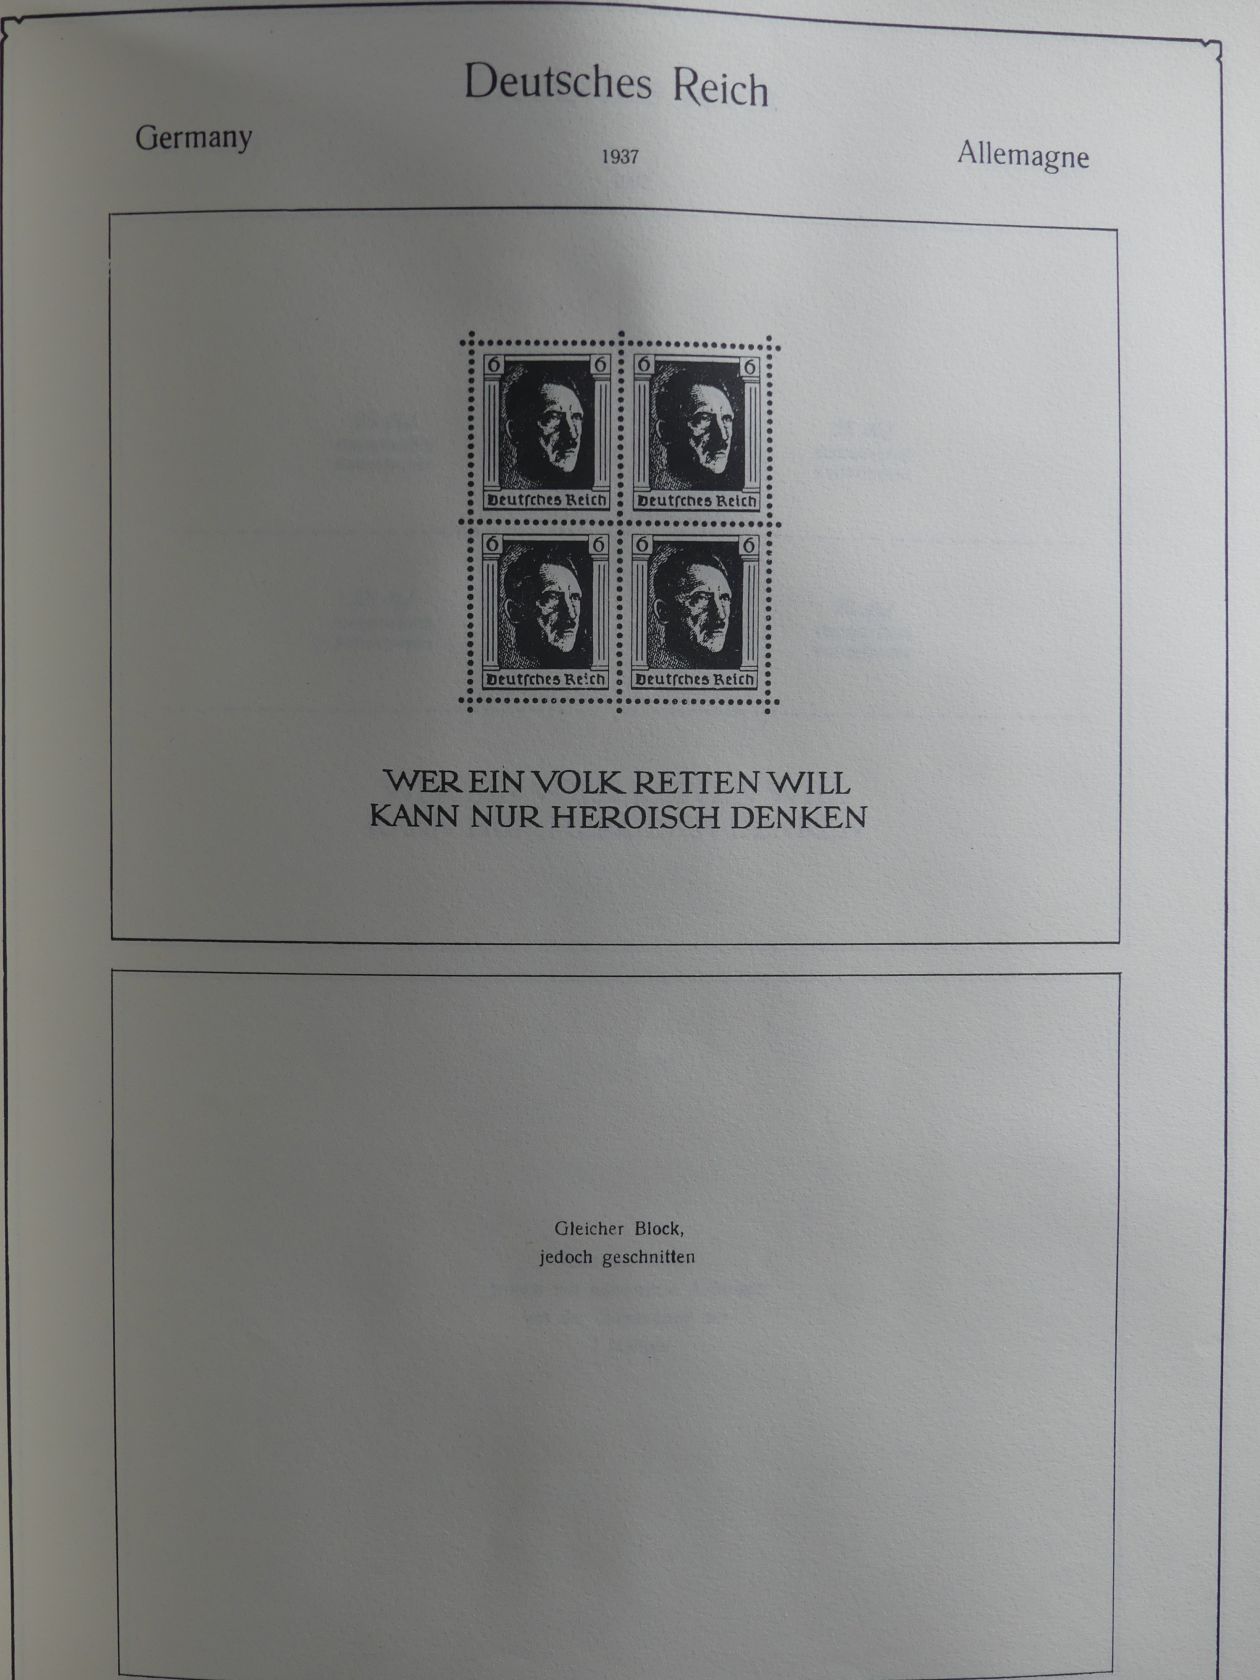 Deutsches Reich
Germany
1937
Allemagne
6 6
6 6
Deutsches Reich
Deutsches Reich
6 6
6 6
Deutsches Reich
Deutsches Reich
WER EIN VOLK RETTEN WILL
KANN NUR HEROISCH DENKEN
Gleicher Block,
jedoch geschnitten